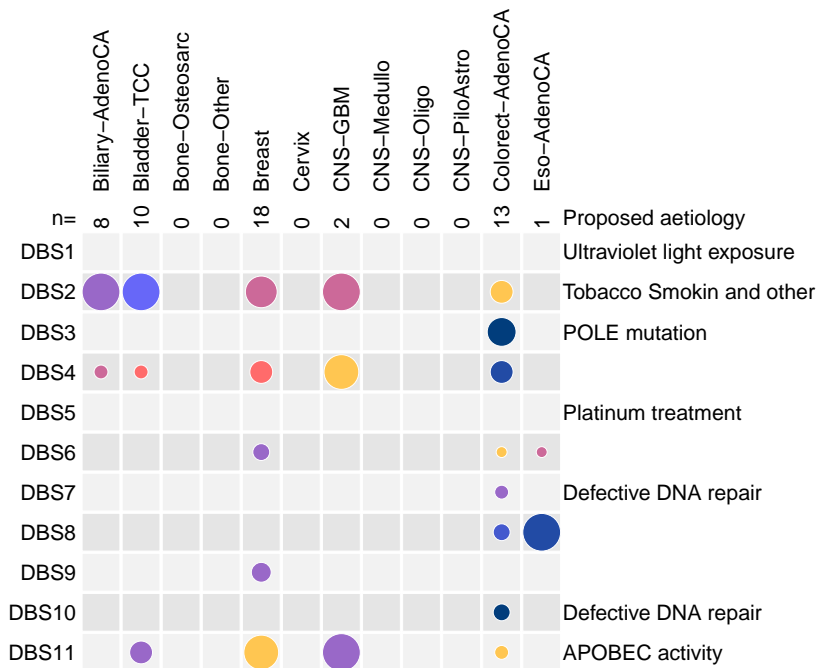 Biliary−AdenoCA
Bladder−TCC
Bone−Osteosarc
Bone−Other
Breast
Cervix
CNS−GBM
CNS−Medullo
CNS−Oligo
CNS−PiloAstro
Colorect−AdenoCA
Eso−AdenoCA
n= 8 10 0 0 18 0 2 0 0 0 13 1 Proposed aetiology
DBS1 Ultraviolet light exposure
DBS2 Tobacco Smokin and other
DBS3 POLE mutation
DBS4
DBS5 Platinum treatment
DBS6
DBS7 Defective DNA repair
DBS8
DBS9
DBS10 Defective DNA repair
DBS11 APOBEC activity